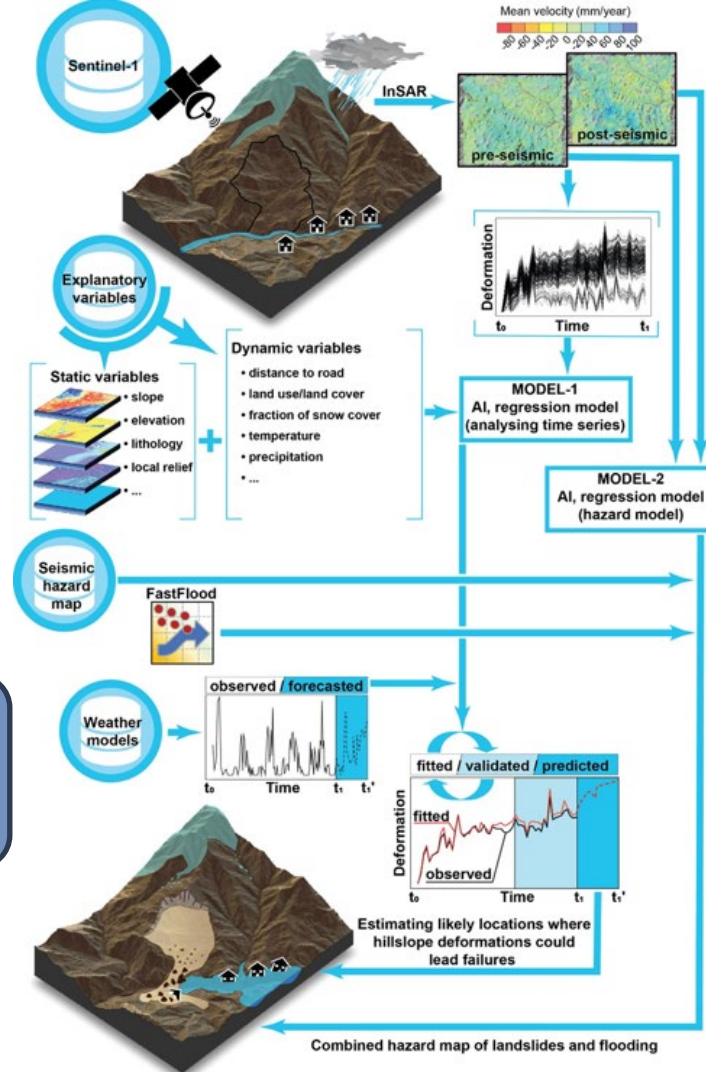 Mean velocity (mm/year)
-80 -60 -40 -20 0 20 40 60 80 100
Sentinel-1
InSAR
post-seismic
pre-seismic
Deformation
t₀ Time t₁
Explanatory
variables
Static variables
• slope
• elevation
• lithology
• local relief
• ...
+
Dynamic variables
• distance to road
• land use/land cover
• fraction of snow cover
• temperature
• precipitation
• ...
MODEL-1
AI, regression model
(analysing time series)
MODEL-2
AI, regression model
(hazard model)
Seismic
hazard
map
FastFlood
Weather
models
observed / forecasted
t₀ Time t₁ t₁'
fitted / validated / predicted
Deformation
fitted
observed
t₀ Time t₁ t₁'
Estimating likely locations where
hillslope deformations could
lead failures
Combined hazard map of landslides and flooding